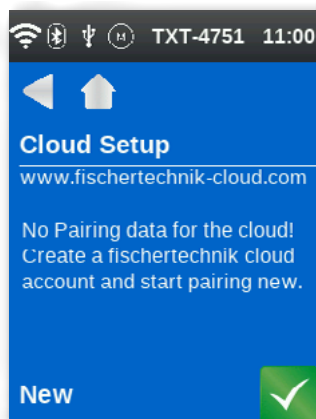 TXT-4751 11:00
Cloud Setup
www.fischertechnik-cloud.com
No Pairing data for the cloud!
Create a fischertechnik cloud
account and start pairing new.
New